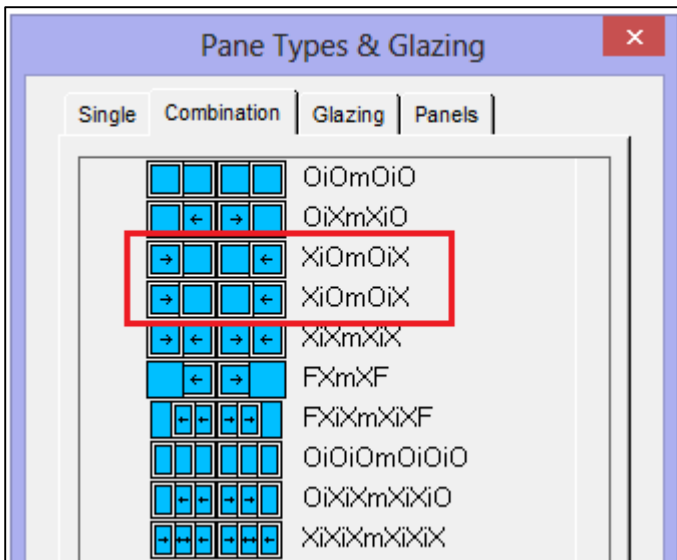 Pane Types & Glazing
Single Combination Glazing Panels
OiOmOiO
OiXmXiO
XiOmOiX
XiOmOiX
XiXmXiX
FXmXF
FXiXmXiXF
OiOiOmOiOiO
OiXiXmXiXiO
XiXiXmXiXiX